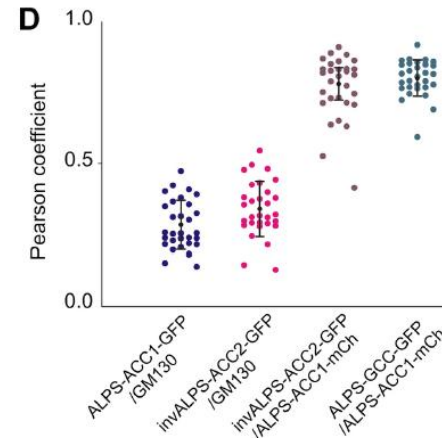 D
1.0
Pearson coefficient
0.5
0.0
ALPS-ACC1-GFP
/GM130
invALPS-ACC2-GFP
/GM130
invALPS-ACC2-GFP
/ALPS-ACC1-mCh
ALPS-GCC-GFP
/ALPS-ACC1-mCh